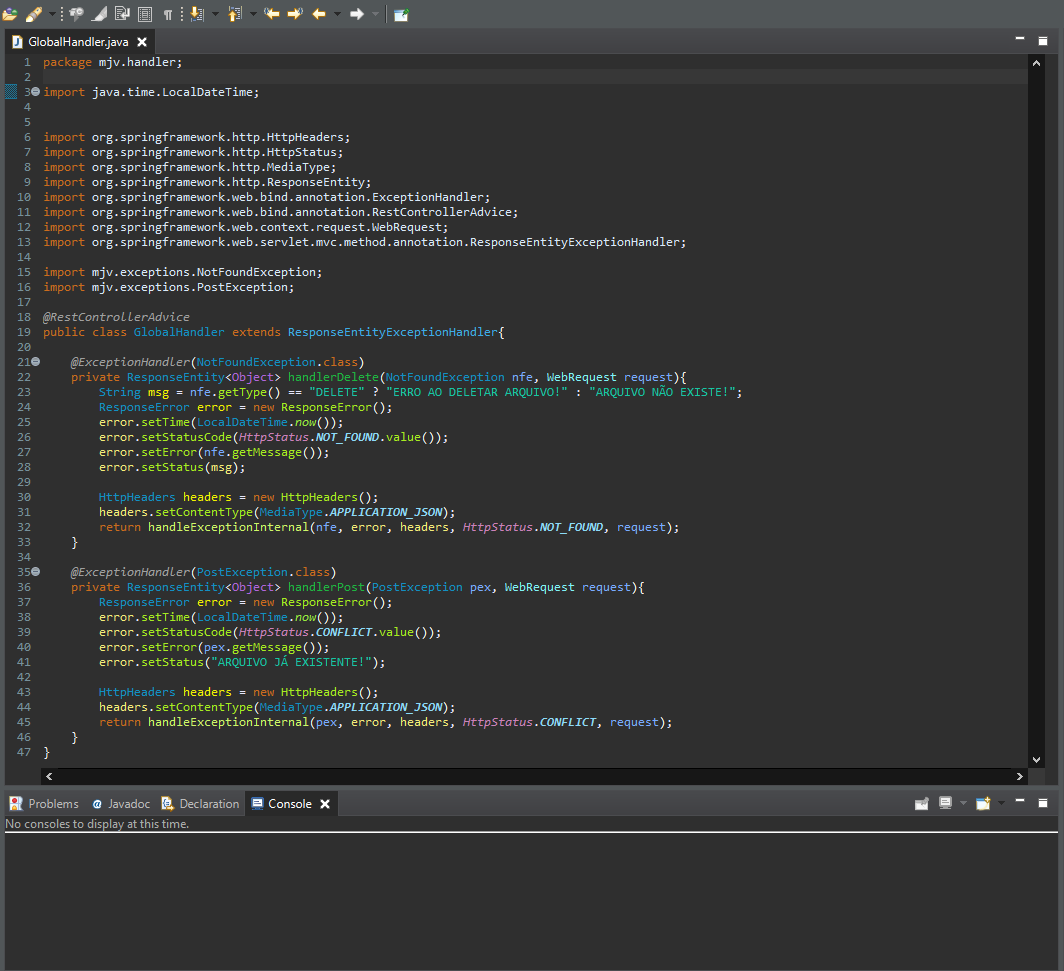 GlobalHandler.java
1 package mjv.handler;
2
3 import java.time.LocalDateTime;
4
5
6 import org.springframework.http.HttpHeaders;
7 import org.springframework.http.HttpStatus;
8 import org.springframework.http.MediaType;
9 import org.springframework.http.ResponseEntity;
10 import org.springframework.web.bind.annotation.ExceptionHandler;
11 import org.springframework.web.bind.annotation.RestControllerAdvice;
12 import org.springframework.web.context.request.WebRequest;
13 import org.springframework.web.servlet.mvc.method.annotation.ResponseEntityExceptionHandler;
14
15 import mjv.exceptions.NotFoundException;
16 import mjv.exceptions.PostException;
17
18 @RestControllerAdvice
19 public class GlobalHandler extends ResponseEntityExceptionHandler{
20
21 @ExceptionHandler(NotFoundException.class)
22 private ResponseEntity<Object> handlerDelete(NotFoundException nfe, WebRequest request){
23 String msg = nfe.getType() == "DELETE" ? "ERRO AO DELETAR ARQUIVO!" : "ARQUIVO NÃO EXISTE!";
24 ResponseError error = new ResponseError();
25 error.setTime(LocalDateTime.now());
26 error.setStatusCode(HttpStatus.NOT_FOUND.value());
27 error.setError(nfe.getMessage());
28 error.setStatus(msg);
29
30 HttpHeaders headers = new HttpHeaders();
31 headers.setContentType(MediaType.APPLICATION_JSON);
32 return handleExceptionInternal(nfe, error, headers, HttpStatus.NOT_FOUND, request);
33 }
34
35 @ExceptionHandler(PostException.class)
36 private ResponseEntity<Object> handlerPost(PostException pex, WebRequest request){
37 ResponseError error = new ResponseError();
38 error.setTime(LocalDateTime.now());
39 error.setStatusCode(HttpStatus.CONFLICT.value());
40 error.setError(pex.getMessage());
41 error.setStatus("ARQUIVO JÁ EXISTENTE!");
42
43 HttpHeaders headers = new HttpHeaders();
44 headers.setContentType(MediaType.APPLICATION_JSON);
45 return handleExceptionInternal(pex, error, headers, HttpStatus.CONFLICT, request);
46 }
47 }
Problems @ Javadoc Declaration Console
No consoles to display at this time.